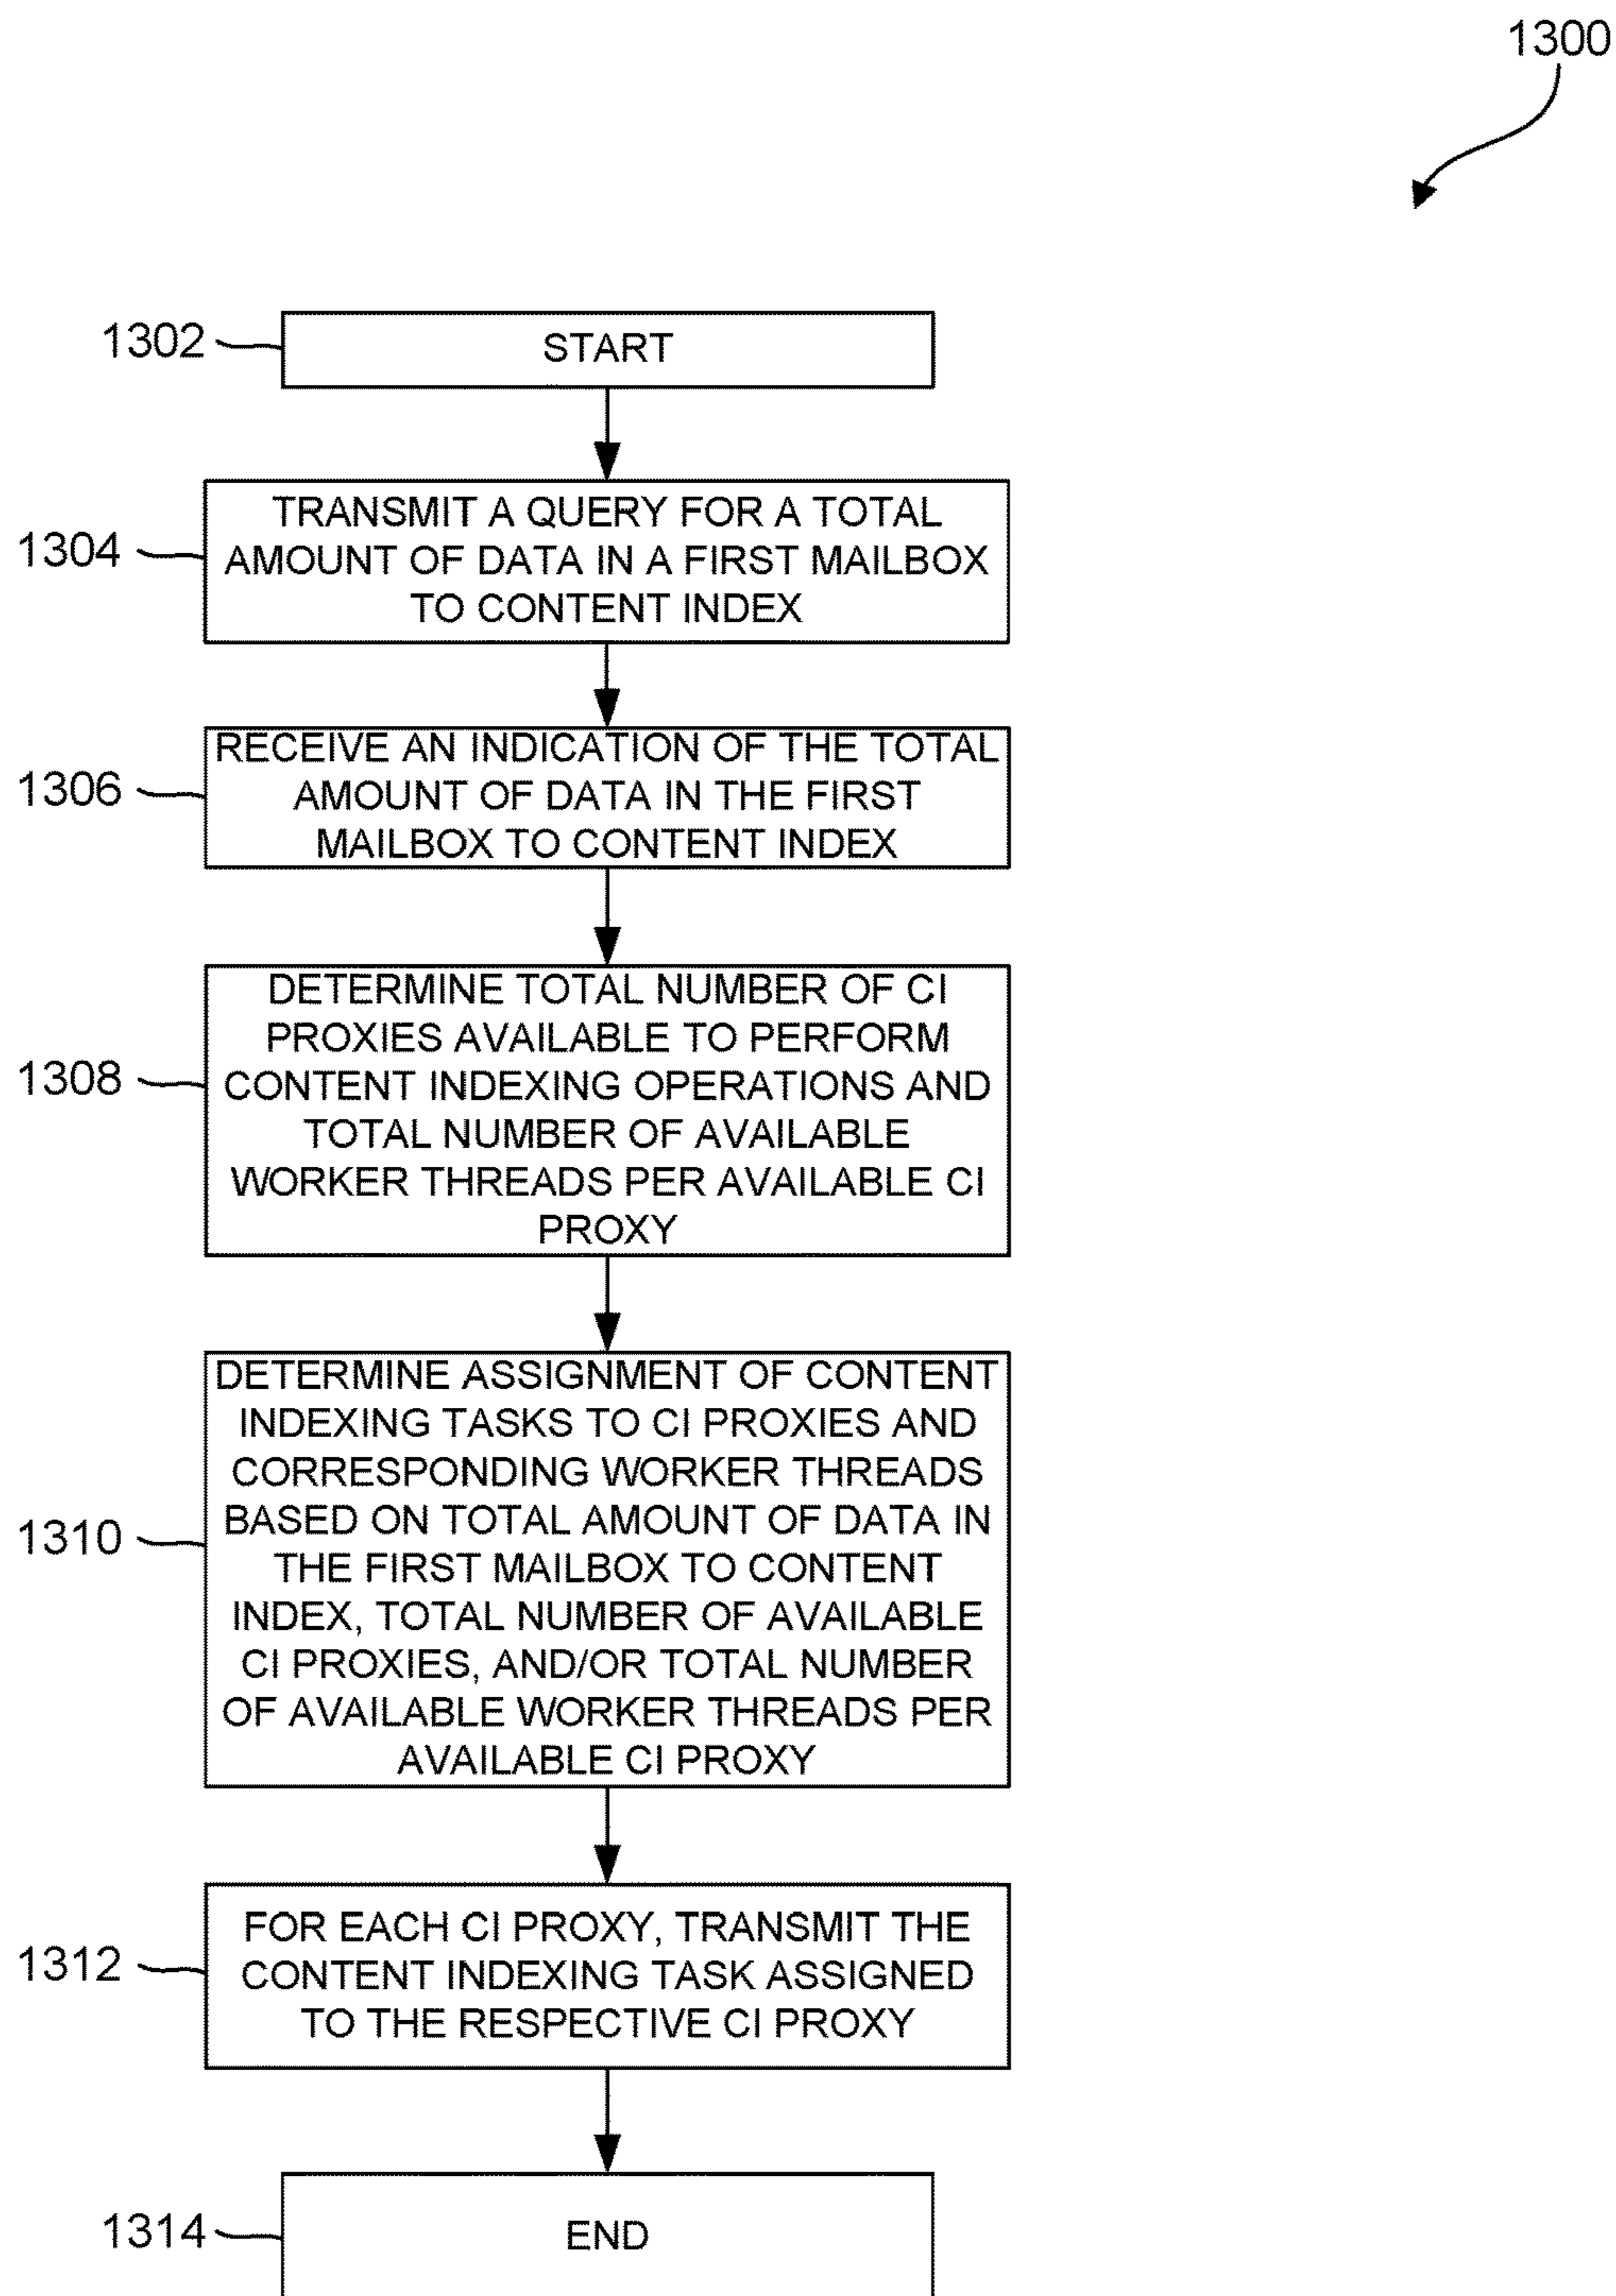 1300
1302
START
1304
TRANSMIT A QUERY FOR A TOTAL
AMOUNT OF DATA IN A FIRST MAILBOX
TO CONTENT INDEX
1306
RECEIVE AN INDICATION OF THE TOTAL
AMOUNT OF DATA IN THE FIRST
MAILBOX TO CONTENT INDEX
1308
DETERMINE TOTAL NUMBER OF CI
PROXIES AVAILABLE TO PERFORM
CONTENT INDEXING OPERATIONS AND
TOTAL NUMBER OF AVAILABLE
WORKER THREADS PER AVAILABLE CI
PROXY
1310
DETERMINE ASSIGNMENT OF CONTENT
INDEXING TASKS TO CI PROXIES AND
CORRESPONDING WORKER THREADS
BASED ON TOTAL AMOUNT OF DATA IN
THE FIRST MAILBOX TO CONTENT
INDEX, TOTAL NUMBER OF AVAILABLE
CI PROXIES, AND/OR TOTAL NUMBER
OF AVAILABLE WORKER THREADS PER
AVAILABLE CI PROXY
1312
FOR EACH CI PROXY, TRANSMIT THE
CONTENT INDEXING TASK ASSIGNED
TO THE RESPECTIVE CI PROXY
1314
END